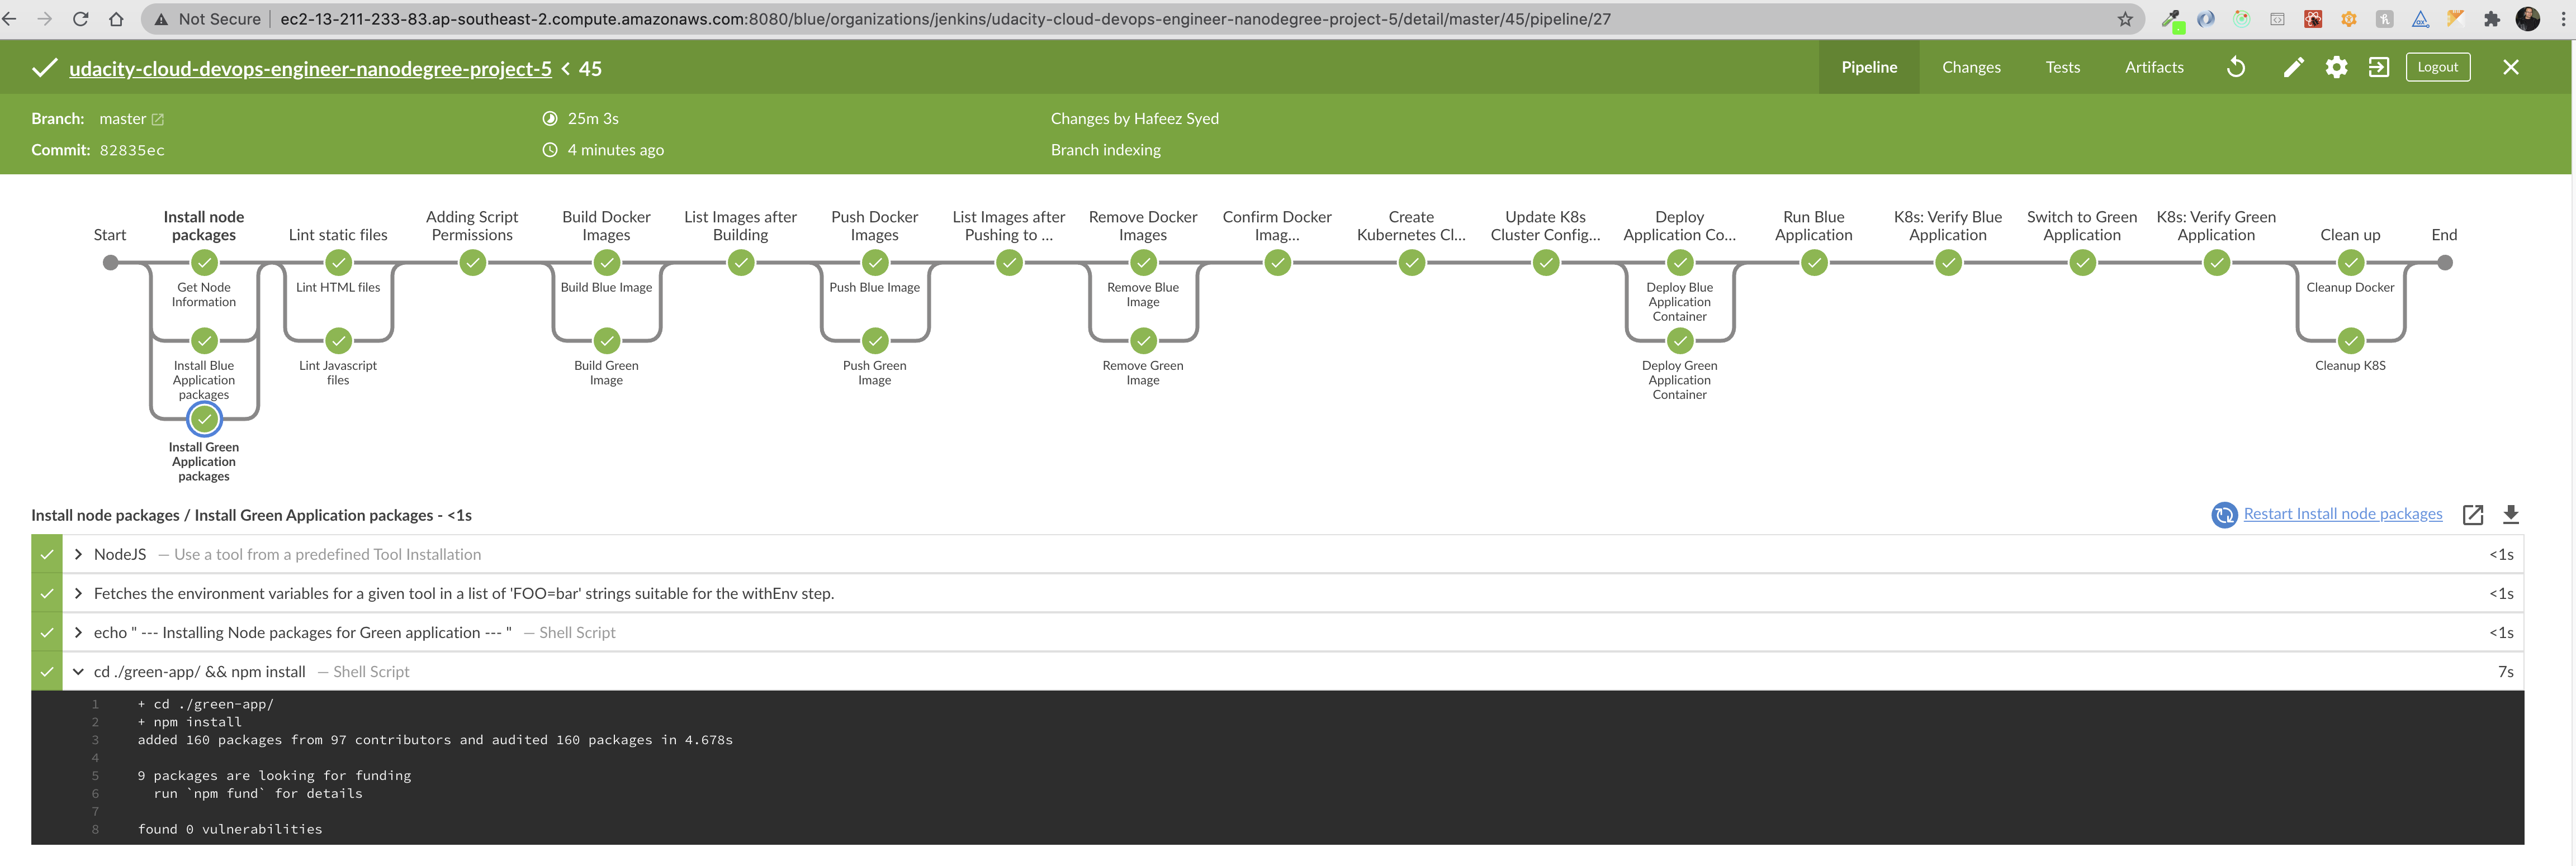 Not Secure
ec2-13-211-233-83.ap-southeast-2.compute.amazonaws.com:8080/blue/organizations/jenkins/udacity-cloud-devops-engineer-nanodegree-project-5/detail/master/45/pipeline/27
udacity-cloud-devops-engineer-nanodegree-project-5 < 45
Pipeline
Changes
Tests
Artifacts
Logout
Branch: master
25m 3s
Changes by Hafeez Syed
Commit: 82835ec
4 minutes ago
Branch indexing
Start
Install node
packages
Lint static files
Adding Script
Permissions
Build Docker
Images
List Images after
Building
Push Docker
Images
List Images after
Pushing to ...
Remove Docker
Images
Confirm Docker
Imag...
Create
Kubernetes Cl...
Update K8s
Cluster Config...
Deploy
Application Co...
Run Blue
Application
K8s: Verify Blue
Application
Switch to Green
Application
K8s: Verify Green
Application
Clean up
End
Get Node
Information
Lint HTML files
Build Blue Image
Push Blue Image
Remove Blue
Image
Deploy Blue
Application
Container
Cleanup Docker
Install Blue
Application
packages
Lint Javascript
files
Build Green
Image
Push Green
Image
Remove Green
Image
Deploy Green
Application
Container
Cleanup K8S
Install Green
Application
packages
Install node packages / Install Green Application packages - <1s
Restart Install node packages
NodeJS — Use a tool from a predefined Tool Installation
<1s
Fetches the environment variables for a given tool in a list of 'FOO=bar' strings suitable for the withEnv step.
<1s
echo " --- Installing Node packages for Green application --- " — Shell Script
<1s
cd ./green-app/ && npm install — Shell Script
7s
1 + cd ./green-app/
2 + npm install
3 added 160 packages from 97 contributors and audited 160 packages in 4.678s
4
5 9 packages are looking for funding
6 run `npm fund` for details
7
8 found 0 vulnerabilities